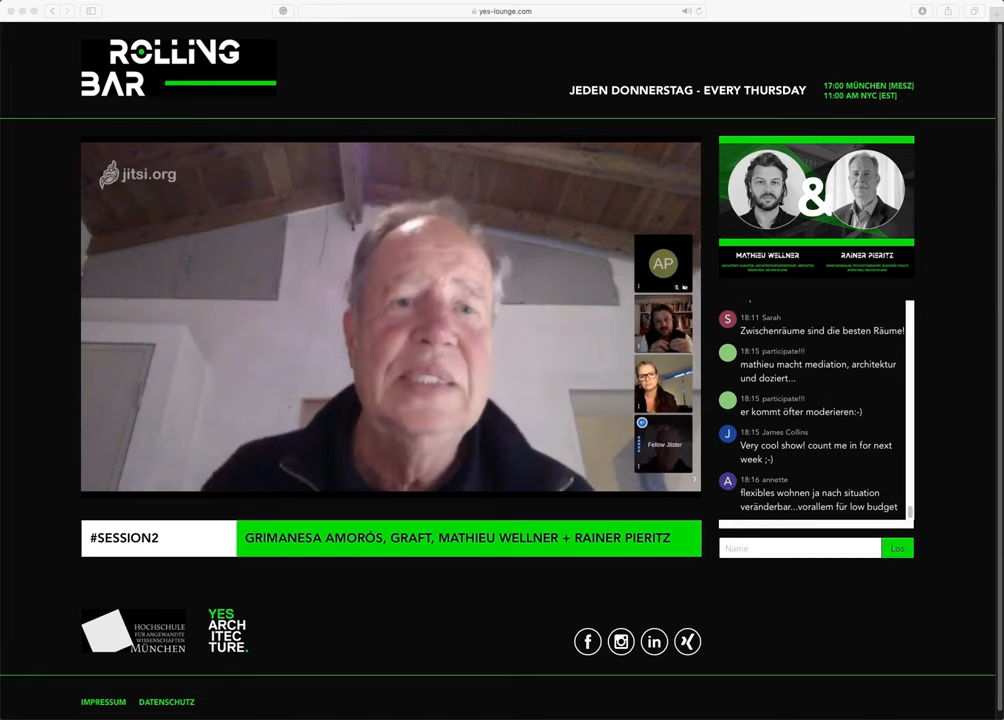 yes-lounge.com
ROLLING
BAR
JEDEN DONNERSTAG - EVERY THURSDAY
17:00 MÜNCHEN [MESZ]
11:00 AM NYC [EST]
jitsi.org
AP
Fellow Jitster
&
MATHIEU WELLNER
RAINER PIERITZ
S
18:11 Sarah
Zwischenräume sind die besten Räume!
18:15 participate!!!
mathieu macht mediation, architektur
und doziert...
18:15 participate!!!
er kommt öfter moderieren:-)
J
18:15 James Collins
Very cool show! count me in for next
week ;-)
A
18:16 annette
flexibles wohnen ja nach situation
veränderbar...vorallem für low budget
#SESSION2
GRIMANESA AMORÓS, GRAFT, MATHIEU WELLNER + RAINER PIERITZ
Name
Los
HOCHSCHULE
FÜR ANGEWANDTE
WISSENSCHAFTEN
MÜNCHEN
YES
ARCH
ITEC
TURE.
IMPRESSUM
DATENSCHUTZ